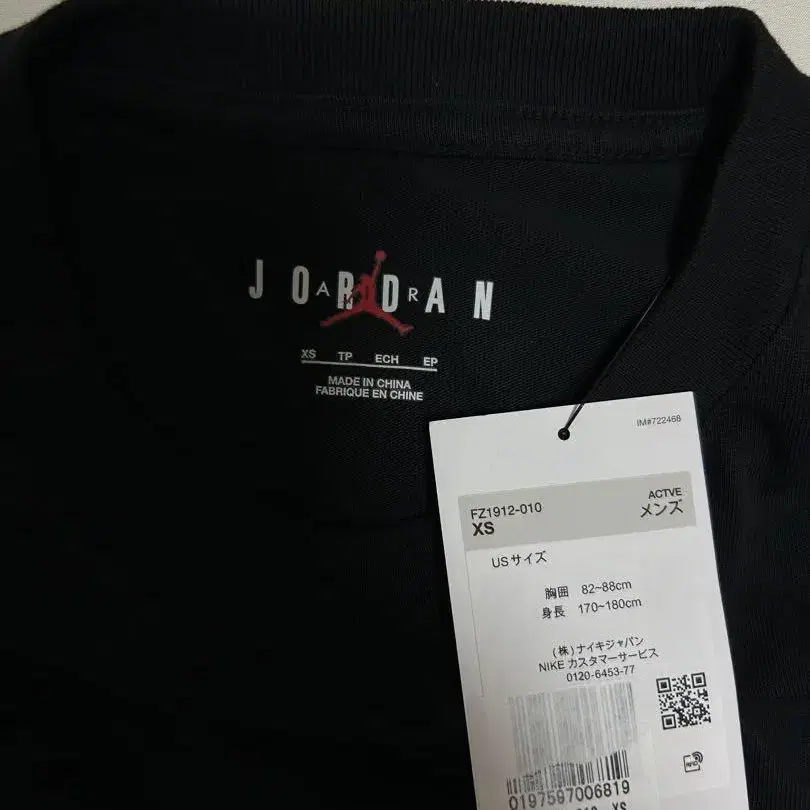 JORDAN
AIR
XS TP ECH EP
MADE IN CHINA
FABRIQUE EN CHINE
IM#722468
FZ1912-010
XS
ACTVE
メンズ
USサイズ
胸囲 82~88cm
身長 170~180cm
(株)ナイキジャパン
NIKE カスタマーサービス
0120-6453-77
RFID
0197597006819